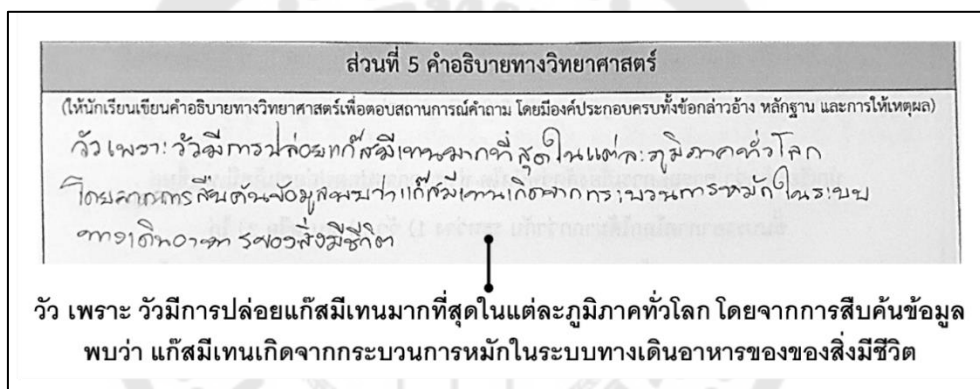 ส่วนที่ 5 คำอธิบายทางวิทยาศาสตร์
(ให้นักเรียนเขียนคำอธิบายทางวิทยาศาสตร์เพื่อตอบสถานการณ์คำถาม โดยมีองค์ประกอบครบทั้งข้อกล่าวอ้าง หลักฐาน และการให้เหตุผล)
วัว เพราะ วัวมีการปล่อยแก๊สมีเทนมากที่สุดในแต่ละภูมิภาคทั่วโลก
โดยจากการสืบค้นข้อมูลพบว่าแก๊สมีเทนเกิดจากกระบวนการหมักในระบบ
ทางเดินอาหารของสิ่งมีชีวิต
วัว เพราะ วัวมีการปล่อยแก๊สมีเทนมากที่สุดในแต่ละภูมิภาคทั่วโลก โดยจากการสืบค้นข้อมูล
พบว่า แก๊สมีเทนเกิดจากกระบวนการหมักในระบบทางเดินอาหารของของสิ่งมีชีวิต